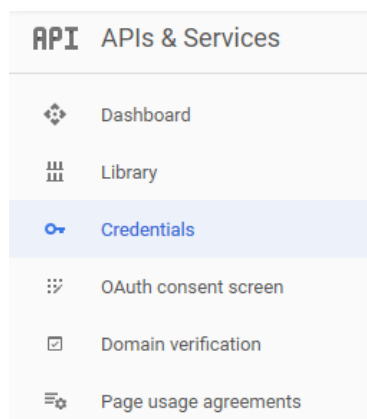 API APIs & Services
Dashboard
Library
Credentials
OAuth consent screen
Domain verification
Page usage agreements